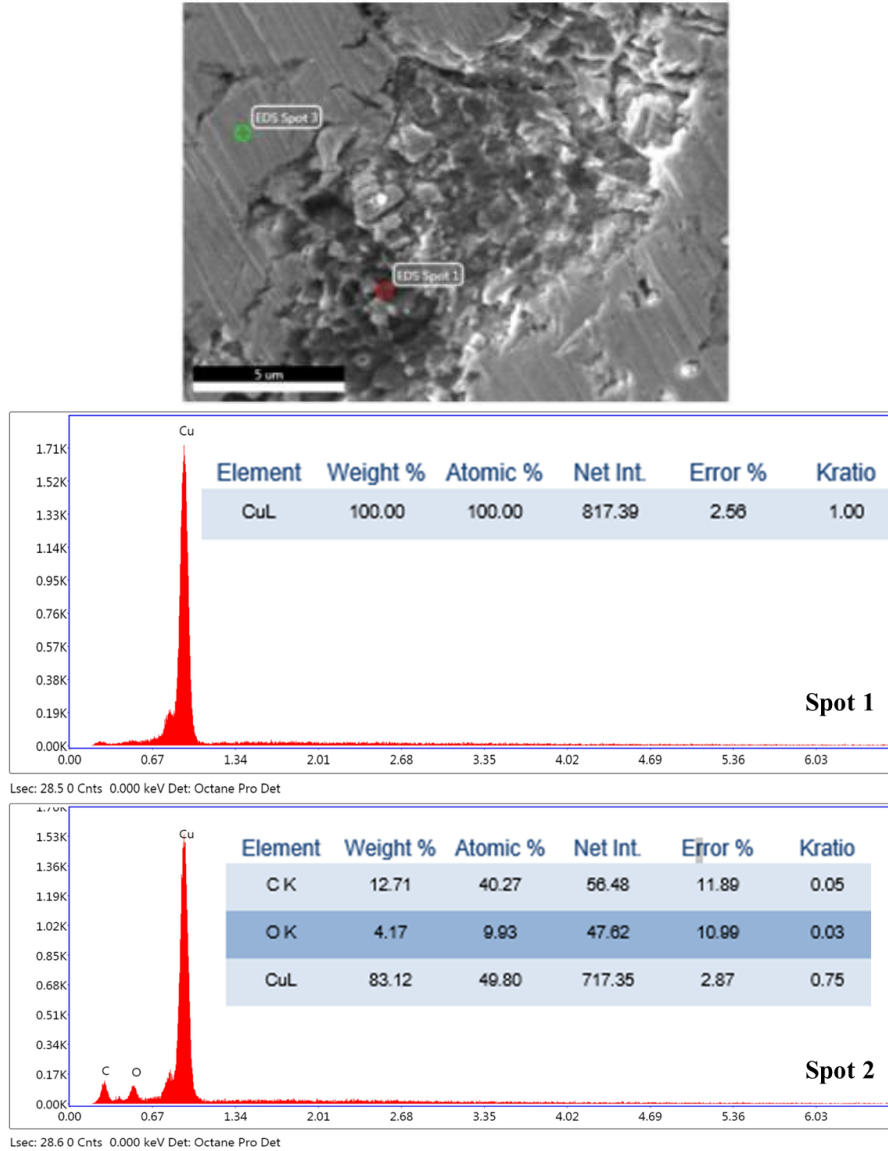 EDS Spot 3
EDS Spot 1
5 um
Cu
1.71K
1.52K
1.33K
1.14K
0.95K
0.76K
0.57K
0.38K
0.19K
0.00K
Element Weight % Atomic % Net Int. Error % Kratio
CuL 100.00 100.00 817.39 2.56 1.00
Spot 1
0.00 0.67 1.34 2.01 2.68 3.35 4.02 4.69 5.36 6.03
Lsec: 28.5 0 Cnts 0.000 keV Det: Octane Pro Det
1.70K
1.53K
1.36K
1.19K
1.02K
0.85K
0.68K
0.51K
0.34K
0.17K
0.00K
Cu
C O
Element Weight % Atomic % Net Int. Error % Kratio
C K 12.71 40.27 56.48 11.89 0.05
O K 4.17 9.93 47.62 10.99 0.03
CuL 83.12 49.80 717.35 2.87 0.75
Spot 2
0.00 0.67 1.34 2.01 2.68 3.35 4.02 4.69 5.36 6.03
Lsec: 28.6 0 Cnts 0.000 keV Det: Octane Pro Det